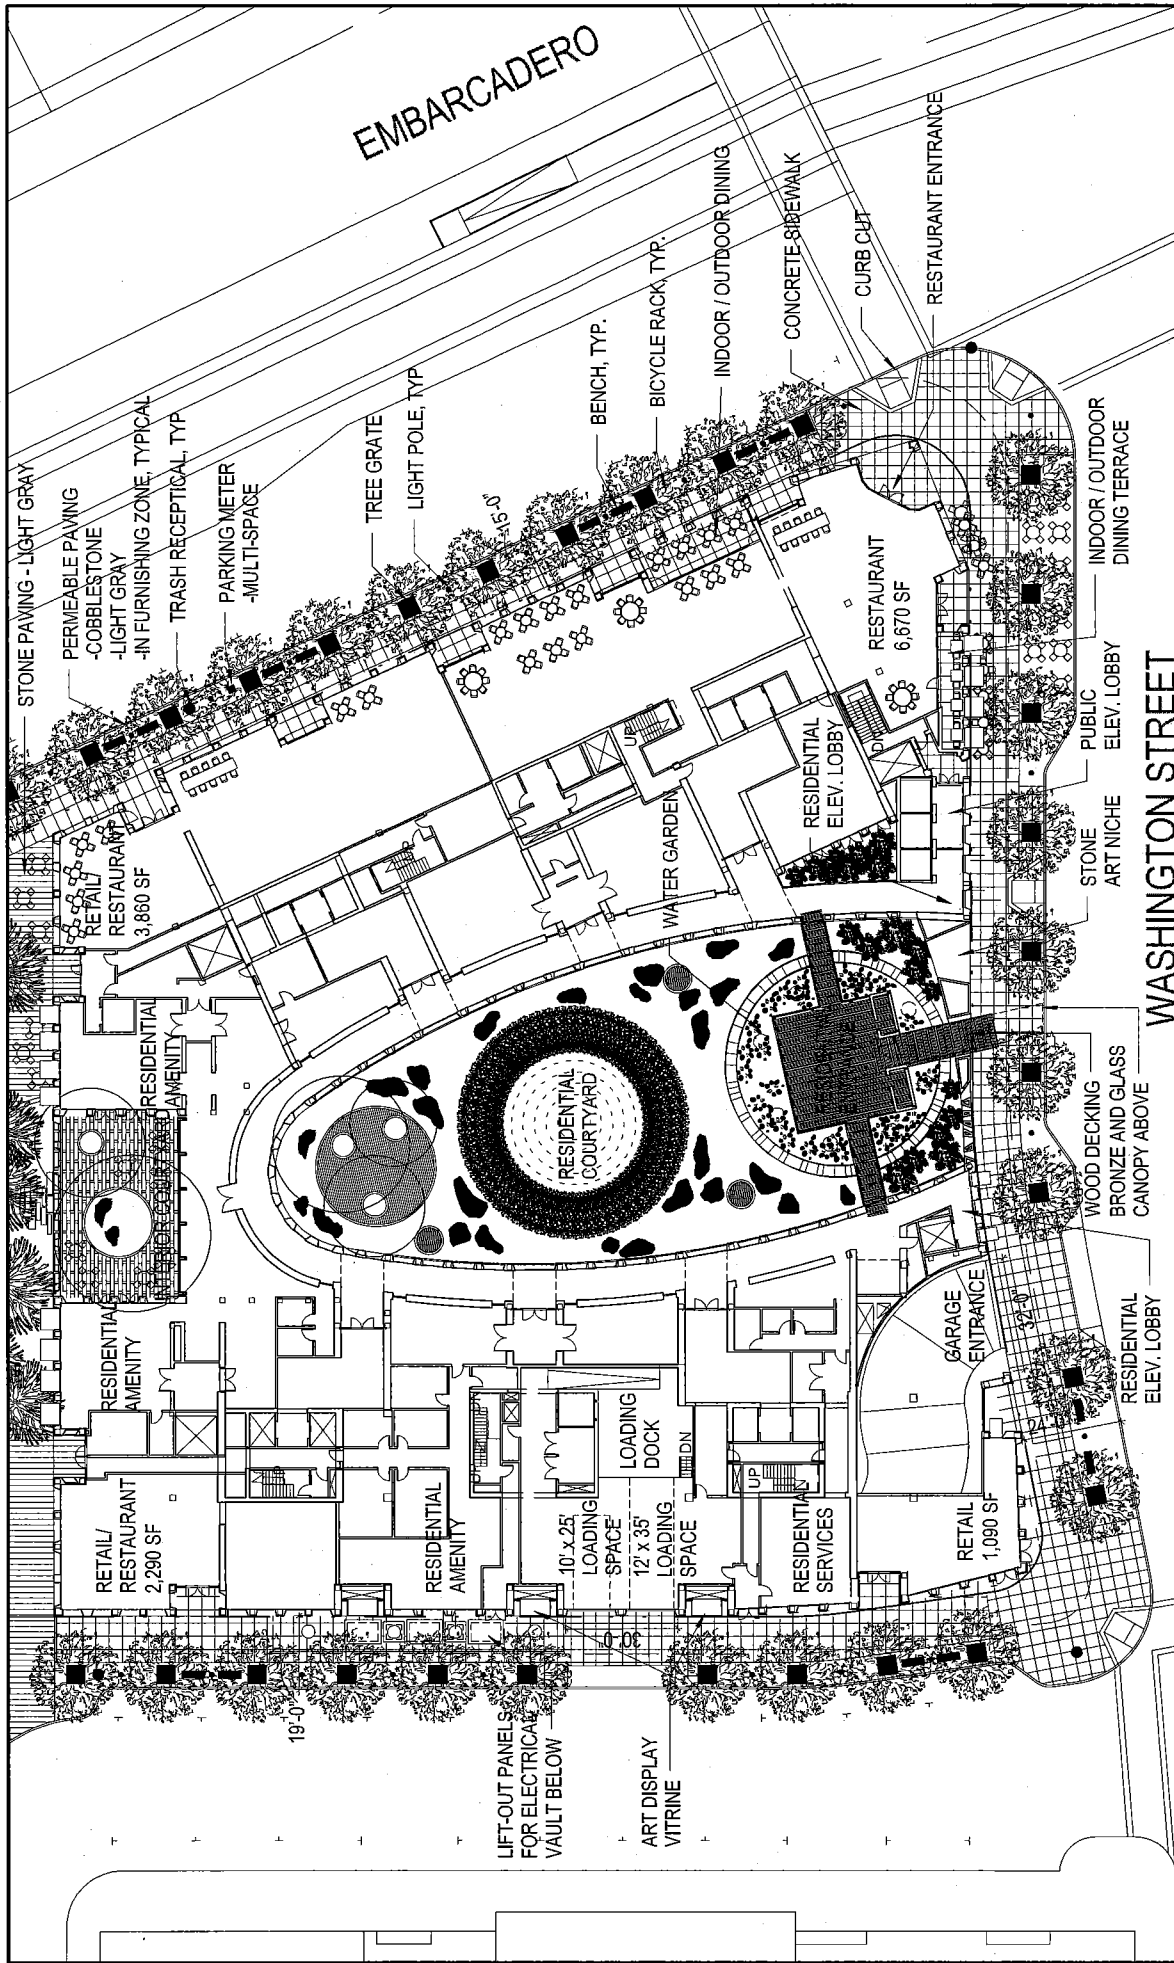 EMBARCADERO
STONE PAVING - LIGHT GRAY
PERMEABLE PAVING
-COBBLESTONE
-LIGHT GRAY
-IN FURNISHING ZONE, TYPICAL
TRASH RECEPTICAL, TYP
PARKING METER
-MULTI-SPACE
TREE GRATE
LIGHT POLE, TYP
15'-0"
BENCH, TYP.
BICYCLE RACK, TYP.
INDOOR / OUTDOOR DINING
CONCRETE SIDEWALK
CURB CUT
RESTAURANT ENTRANCE
RETAIL/
RESTAURANT
3,860 SF
RESTAURANT
6,670 SF
UP
DN
RESIDENTIAL
ELEV. LOBBY
WATER GARDEN
RESIDENTIAL
AMENITY
INTERIOR COURTYARD
RESIDENTIAL
COURTYARD
INDOOR / OUTDOOR
DINING TERRACE
PUBLIC
ELEV. LOBBY
STONE
ART NICHE
WASHINGTON STREET
WOOD DECKING
BRONZE AND GLASS
CANOPY ABOVE
RESIDENTIAL
ELEV. LOBBY
RESIDENTIAL
AMENITY
GARAGE
ENTRANCE
32'-0
24'-0
RETAIL/
RESTAURANT
2,290 SF
RESIDENTIAL
AMENITY
LOADING
DOCK
DN
10' x 25'
LOADING
SPACE
12' x 35'
LOADING
SPACE
UP
RESIDENTIAL
SERVICES
RETAIL
1,090 SF
30'-0"
19'-0"
LIFT-OUT PANELS
FOR ELECTRICAL
VAULT BELOW
ART DISPLAY
VITRINE